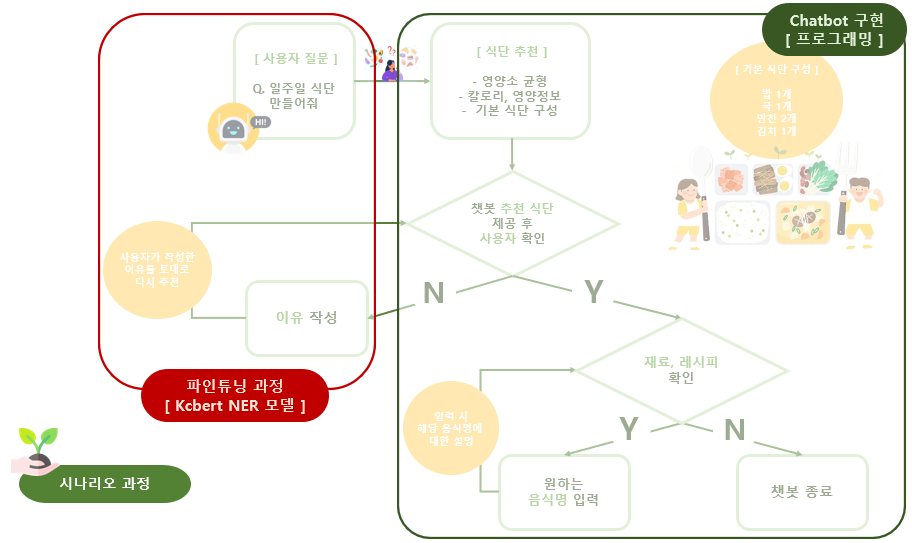 Chatbot 구현
[ 프로그래밍 ]
[ 사용자 질문 ]
Q. 일주일 식단
만들어줘
HI!
??
[ 식단 추천 ]
- 영양소 균형
- 칼로리, 영양정보
- 기본 식단 구성
[ 기본 식단 구성 ]
밥 1개
국 1개
반찬 2개
김치 1개
챗봇 추천 식단
제공 후
사용자 확인
사용자가 작성한
이유를 토대로
다시 추천
이유 작성
N
Y
재료, 레시피
확인
파인튜닝 과정
[ Kcbert NER 모델 ]
입력 시
해당 음식명에
대한 설명
Y
N
원하는
음식명 입력
챗봇 종료
시나리오 과정